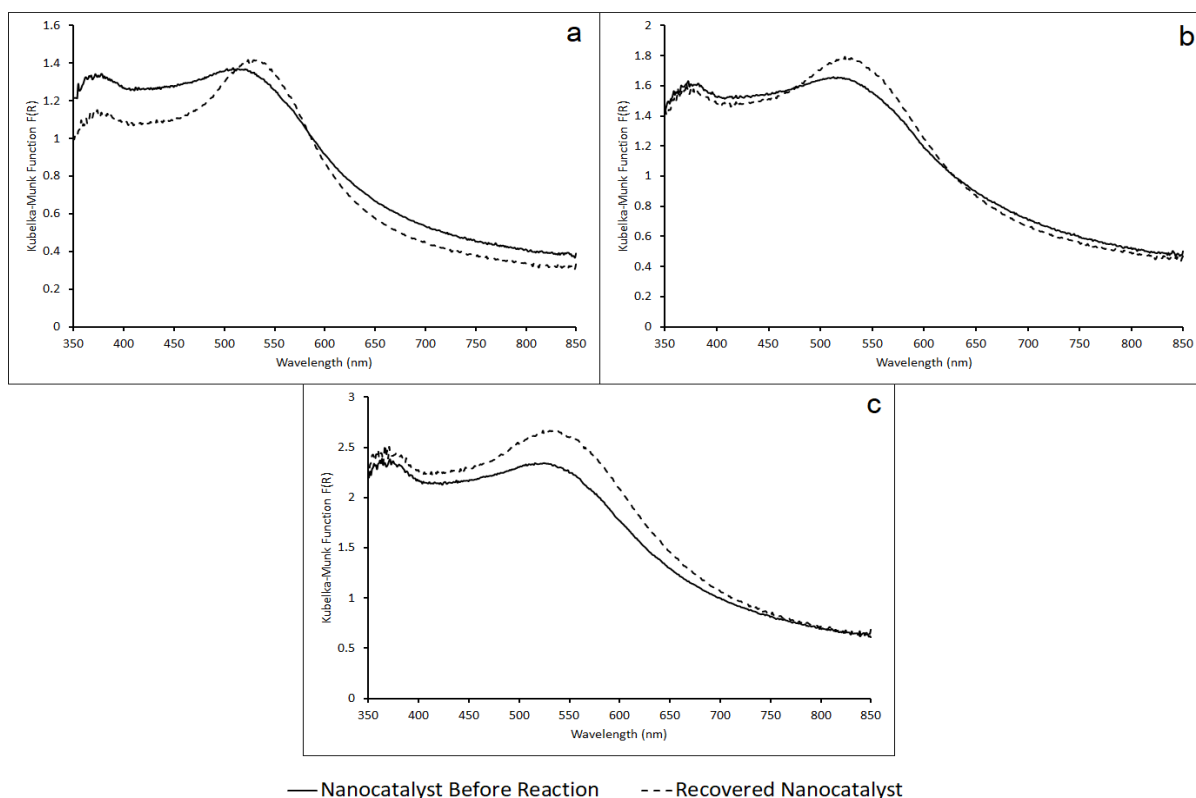 a
Kubelka-Munk Function F(R)
1.6
1.4
1.2
1
0.8
0.6
0.4
0.2
0
350 400 450 500 550 600 650 700 750 800 850
Wavelength (nm)
b
Kubelka-Munk Function F(R)
2
1.8
1.6
1.4
1.2
1
0.8
0.6
0.4
0.2
0
350 400 450 500 550 600 650 700 750 800 850
Wavelength (nm)
c
Kubelka-Munk Function F(R)
3
2.5
2
1.5
1
0.5
0
350 400 450 500 550 600 650 700 750 800 850
Wavelength (nm)
Nanocatalyst Before Reaction Recovered Nanocatalyst